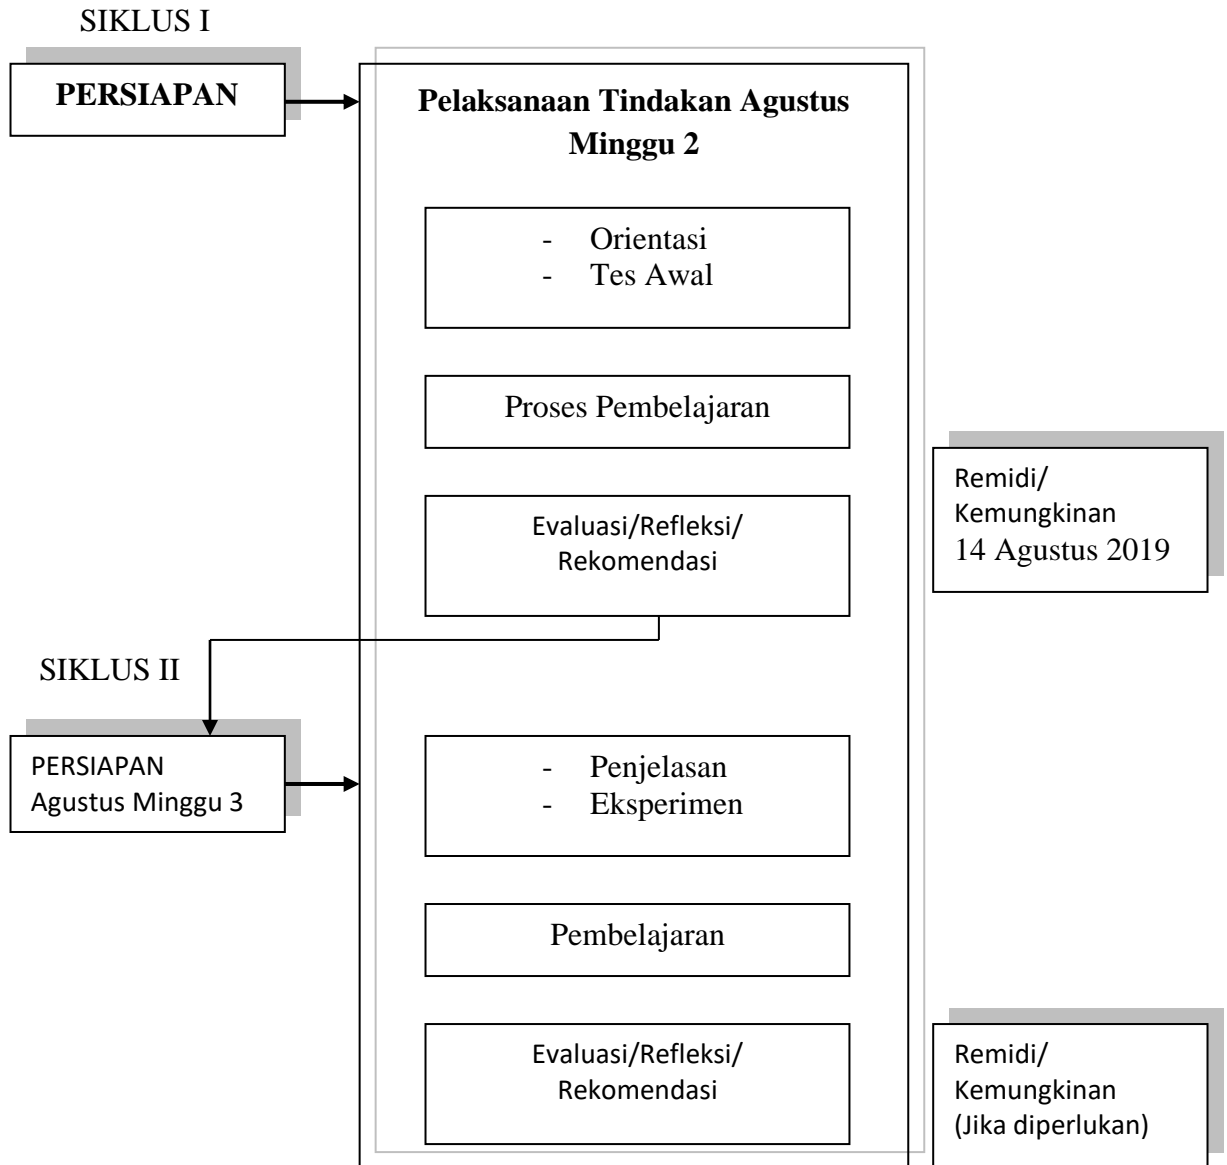 SIKLUS I
PERSIAPAN
Pelaksanaan Tindakan Agustus
Minggu 2
- Orientasi
- Tes Awal
Proses Pembelajaran
Evaluasi/Refleksi/
Rekomendasi
Remidi/
Kemungkinan
14 Agustus 2019
SIKLUS II
PERSIAPAN
Agustus Minggu 3
- Penjelasan
- Eksperimen
Pembelajaran
Evaluasi/Refleksi/
Rekomendasi
Remidi/
Kemungkinan
(Jika diperlukan)